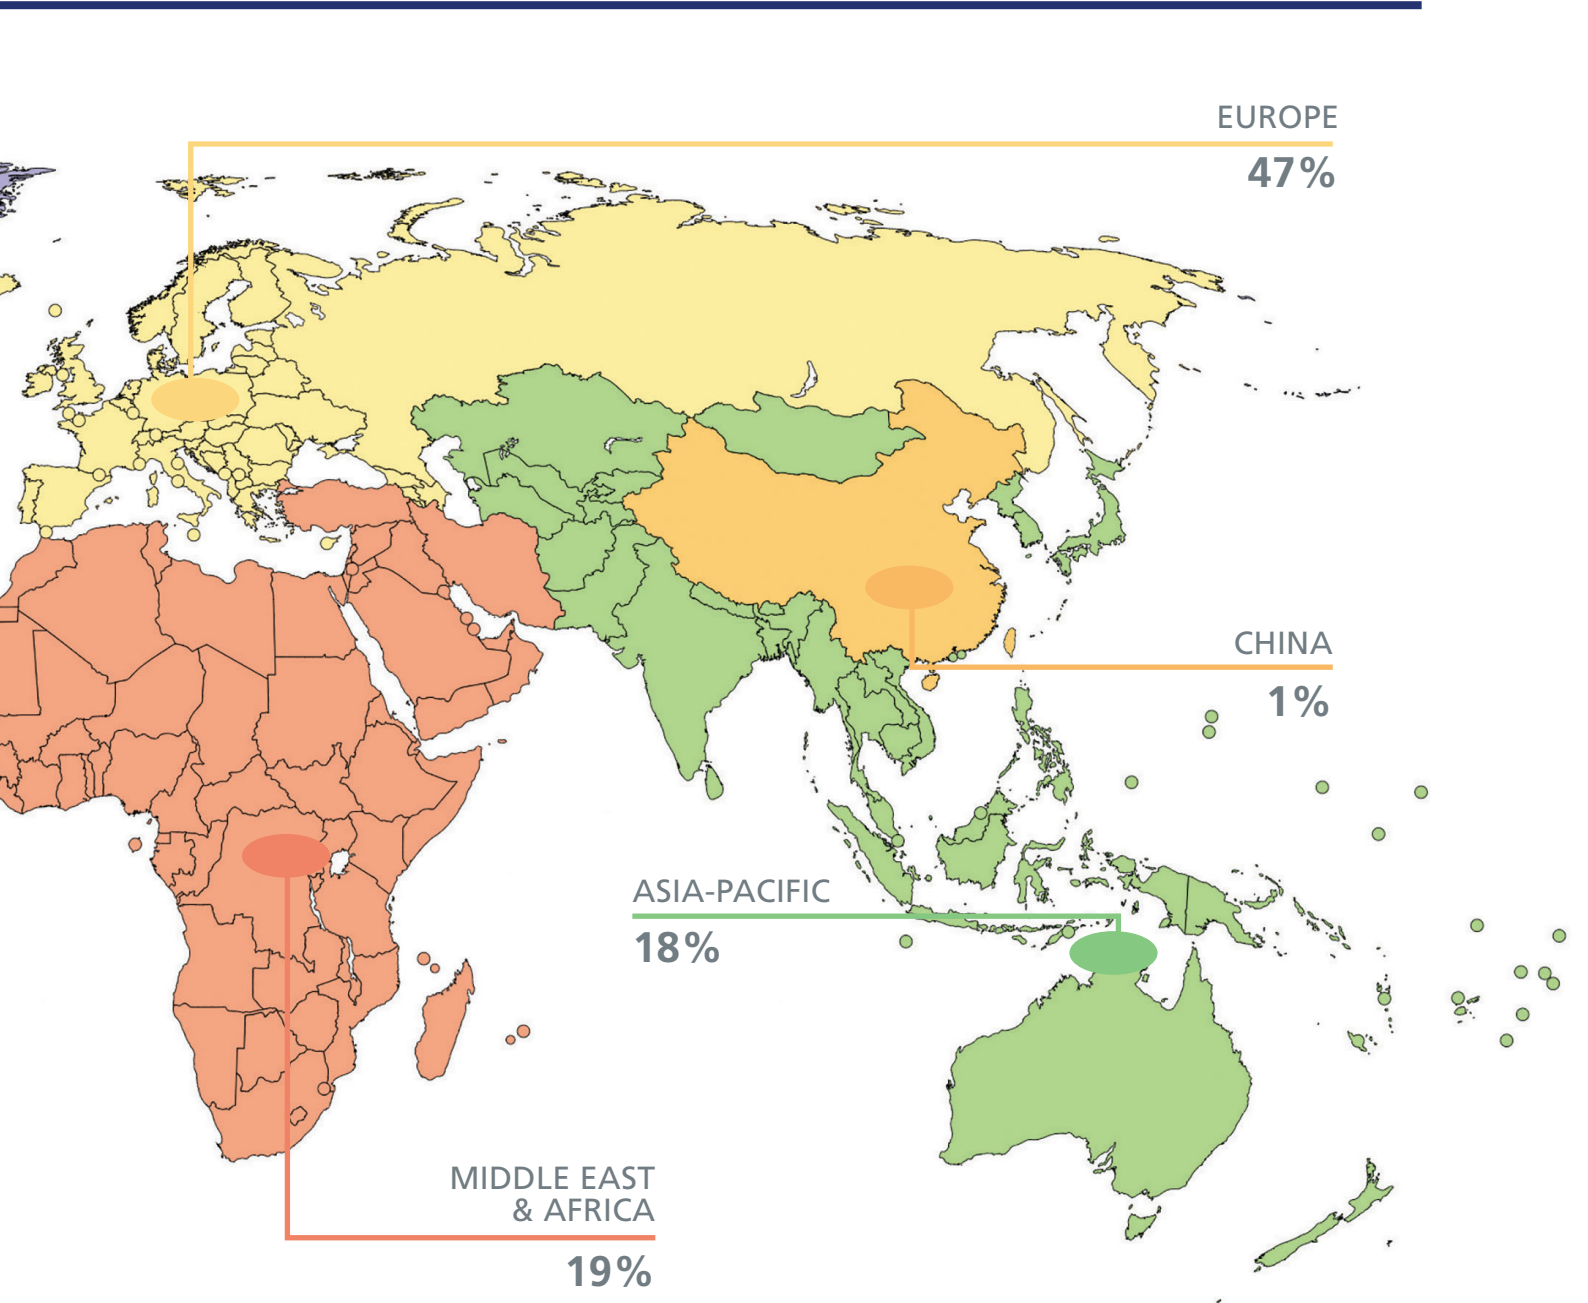 EUROPE
47%
CHINA
1%
ASIA-PACIFIC
18%
MIDDLE EAST
& AFRICA
19%